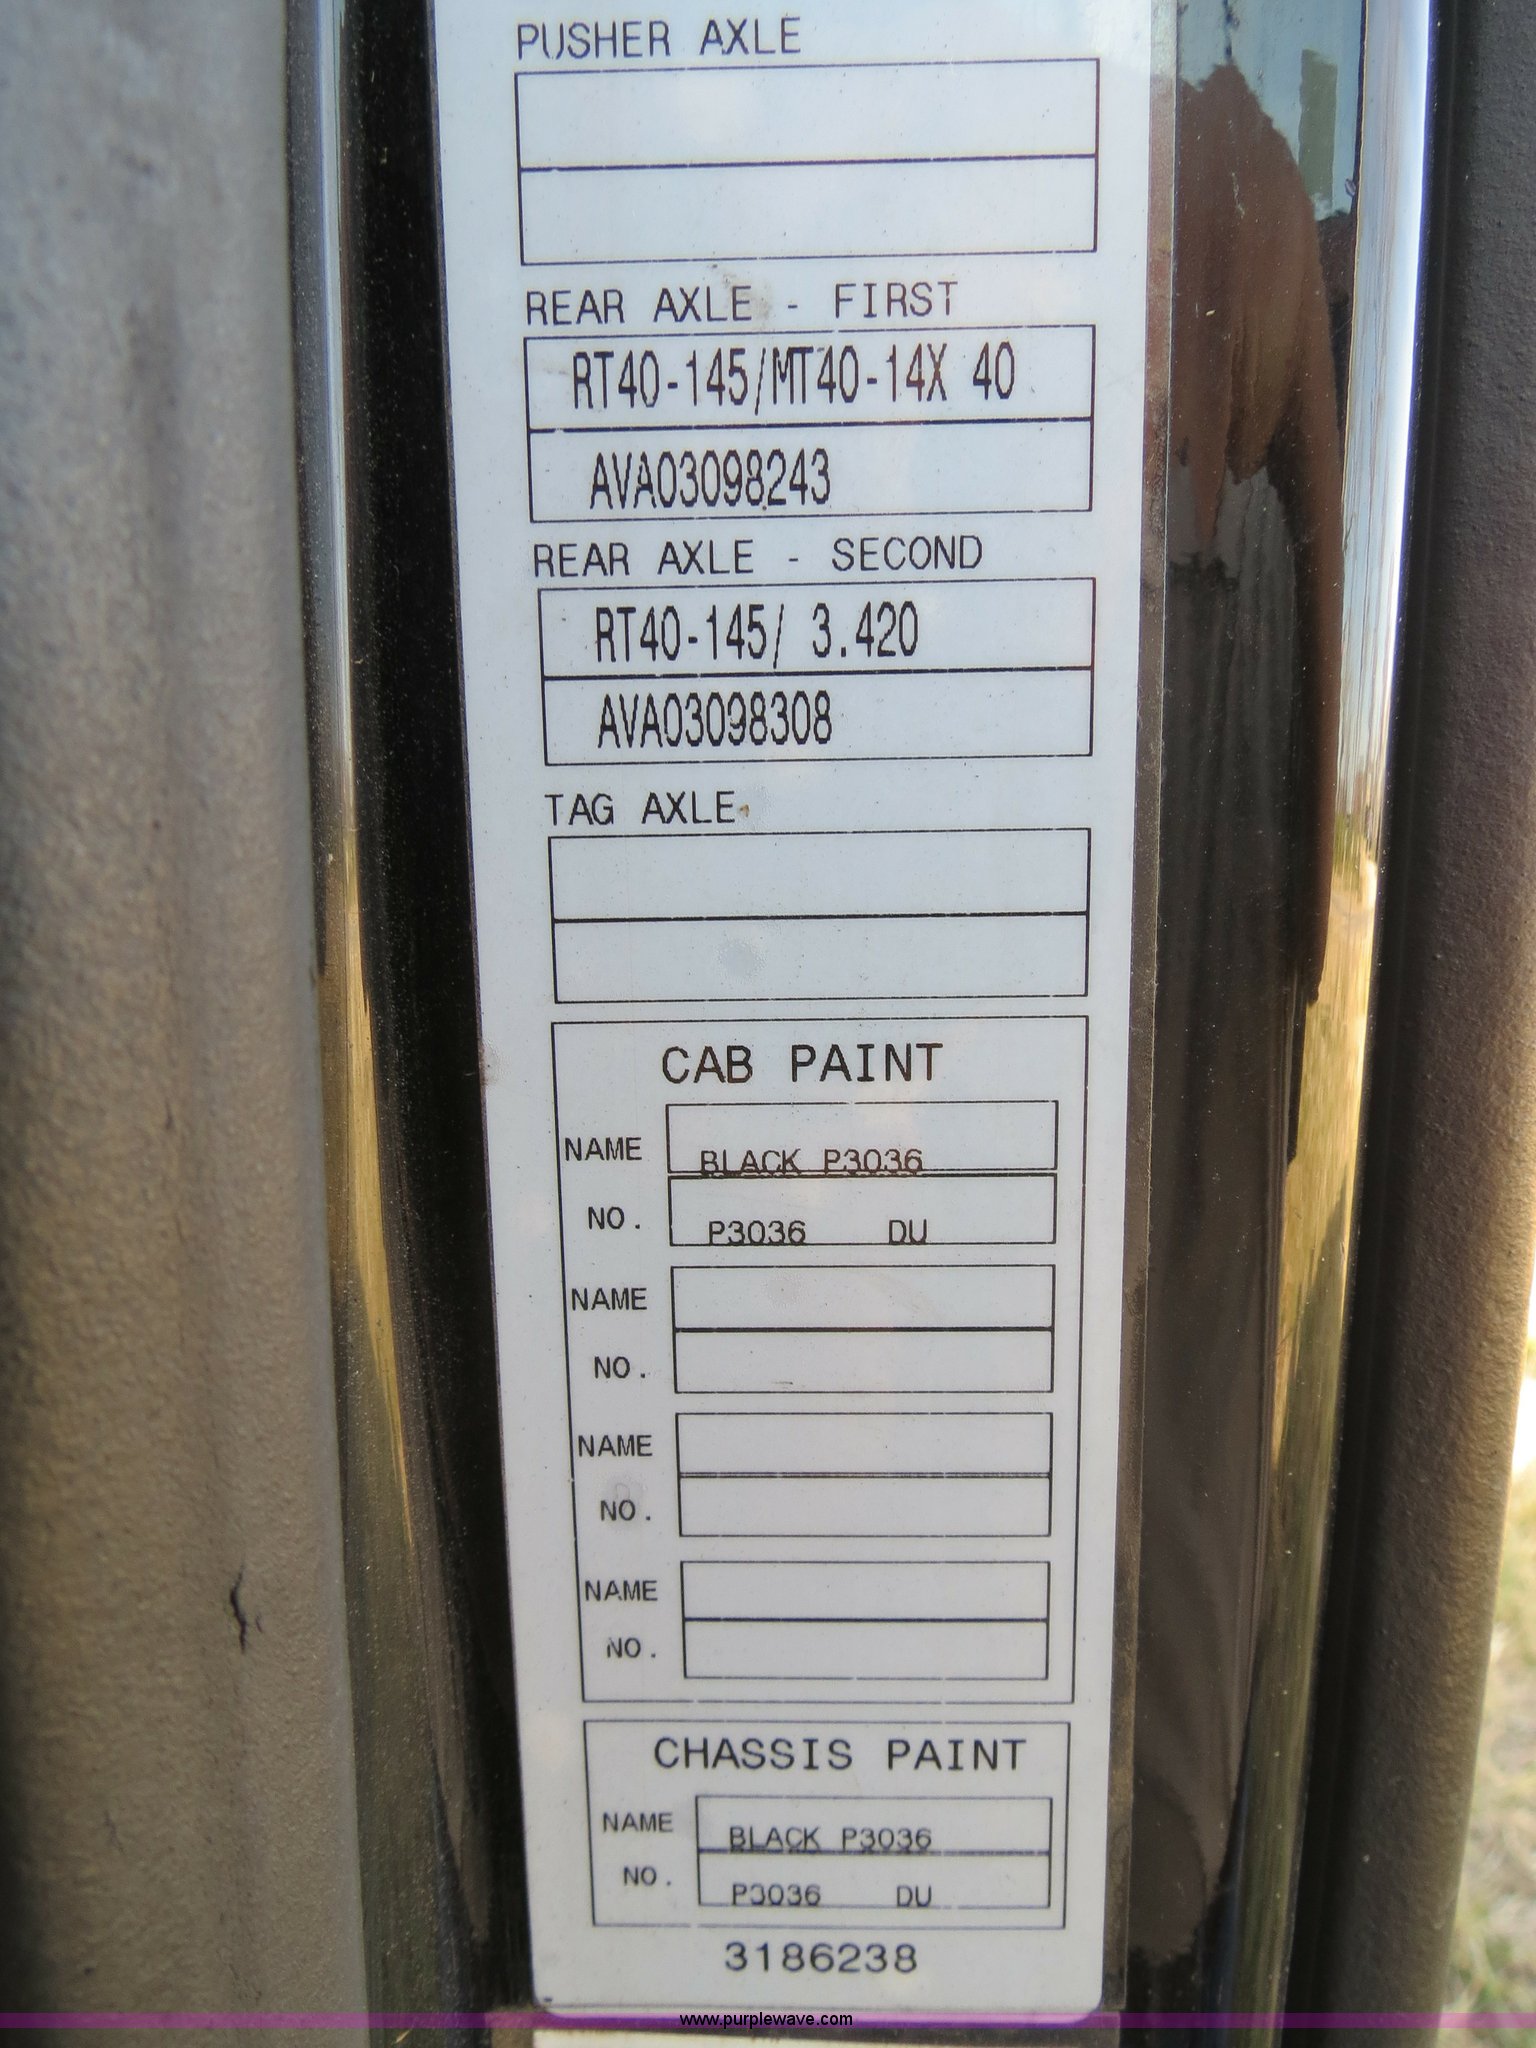 PUSHER AXLE
REAR AXLE - FIRST
RT40-145/MT40-14X 40
AVA03098243
REAR AXLE - SECOND
RT40-145/ 3.420
AVA03098308
TAG AXLE
CAB PAINT
NAME BLACK P3036
NO. P3036 DU
NAME
NO.
NAME
NO.
NAME
NO.
CHASSIS PAINT
NAME BLACK P3036
NO. P3036 DU
3186238
www.purplewave.com